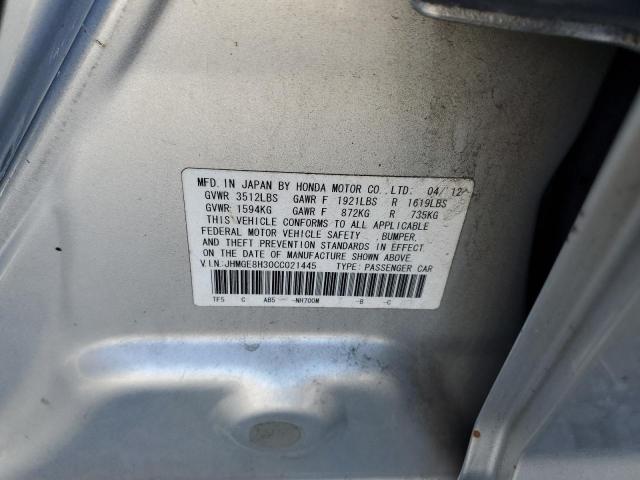 MFD. IN JAPAN BY HONDA MOTOR CO.,LTD. 04/12
GVWR 3512LBS GAWR F 1921LBS R 1619LBS
GVWR 1594KG GAWR F 872KG R 735KG
THIS VEHICLE CONFORMS TO ALL APPLICABLE
FEDERAL MOTOR VEHICLE SAFETY ,BUMPER,
AND THEFT PREVENTION STANDARDS IN EFFECT
ON THE DATE OF MANUFACTURE SHOWN ABOVE.
V.I.N.JHMGE8H30CC021445 TYPE: PASSENGER CAR
TF5 C AB5 -NH700M -B -C